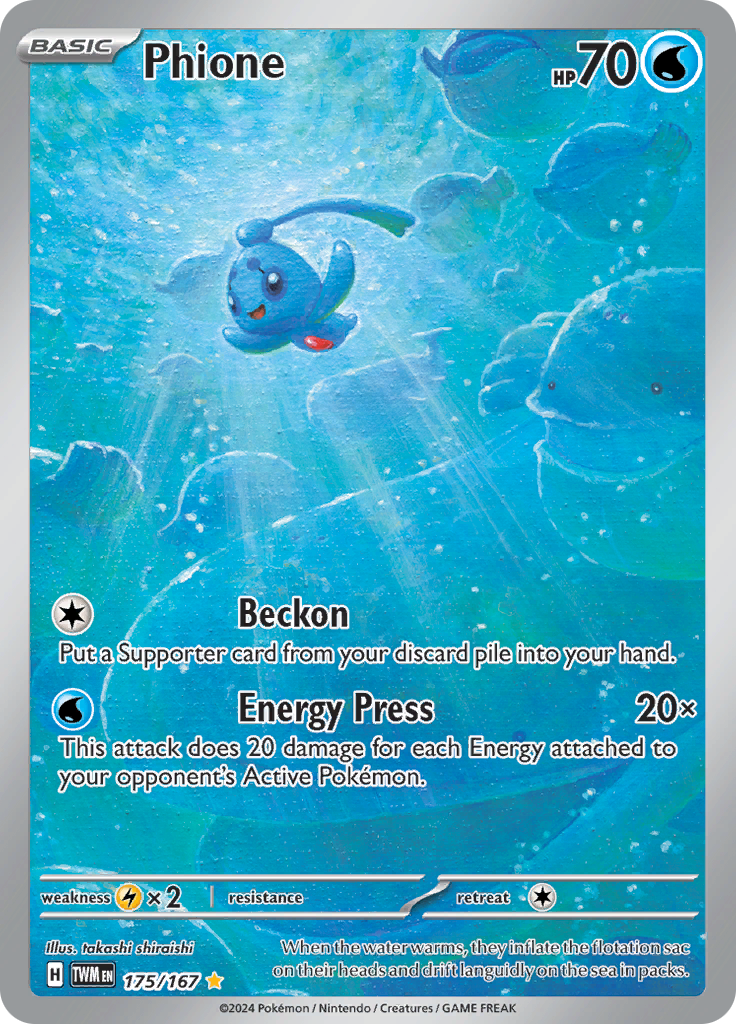 BASIC
Phione
HP70
Beckon
Put a Supporter card from your discard pile into your hand.
Energy Press 20×
This attack does 20 damage for each Energy attached to
your opponent's Active Pokémon.
weakness ×2 resistance retreat
Illus. takashi shiraishi
When the water warms, they inflate the flotation sac
on their heads and drift languidly on the sea in packs.
H TWM EN 175/167
©2024 Pokémon / Nintendo / Creatures / GAME FREAK